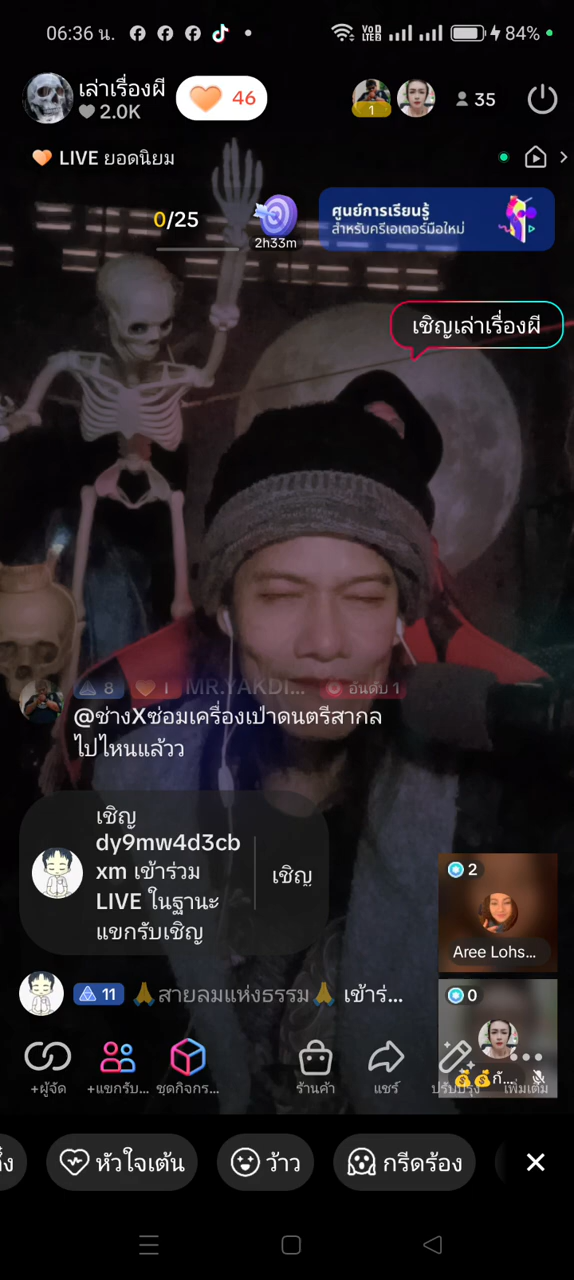 06:36 น.
VoD
LTE2
84%
เล่าเรื่องผี
2.0K
46
1
35
LIVE ยอดนิยม
0/25
2h33m
ศูนย์การเรียนรู้
สำหรับครีเอเตอร์มือใหม่
เชิญเล่าเรื่องผี
8
I
MR.YAKDI...
อันดับ 1
@ช่างXซ่อมเครื่องเป่าดนตรีสากล
ไปไหนแล้วว
เชิญ
dy9mw4d3cb
xm เข้าร่วม
LIVE ในฐานะ
แขกรับเชิญ
เชิญ
2
Aree Lohs...
11
🙏สายลมแห่งธรรม🙏 เข้าร่...
0
💰💰กั...
+ผู้จัด
+แขกรับ...
ชุดกิจกร...
ร้านค้า
แชร์
ปรับปรุง
เพิ่มเติม
หัวใจเต้น
ว้าว
กรีดร้อง